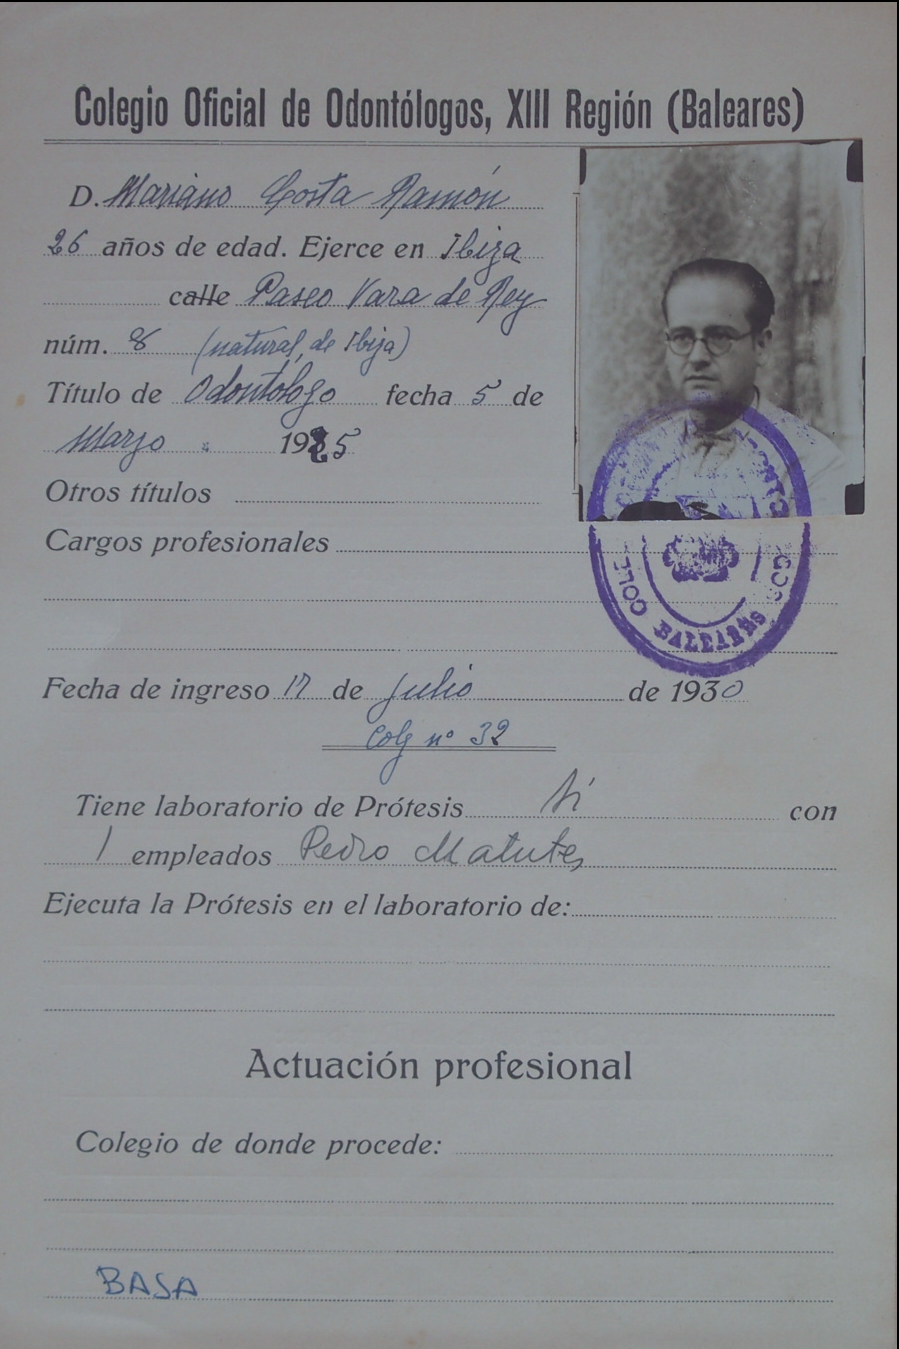 Colegio Oficial de Odontólogos, XIII Región (Baleares)
D. Mariano Costa Ramón
26 años de edad. Ejerce en Ibiza
calle Paseo Vara de Rey
núm. 8 (natural, de Ibiza)
Título de Odontólogo fecha 5 de
Marzo 1925
Otros títulos
Cargos profesionales
COLE BALEARES
Fecha de ingreso 17 de Julio de 1930
Colg nº 32
Tiene laboratorio de Prótesis Si con
1 empleados Pedro Matutes
Ejecuta la Prótesis en el laboratorio de:
Actuación profesional
Colegio de donde procede:
BASA